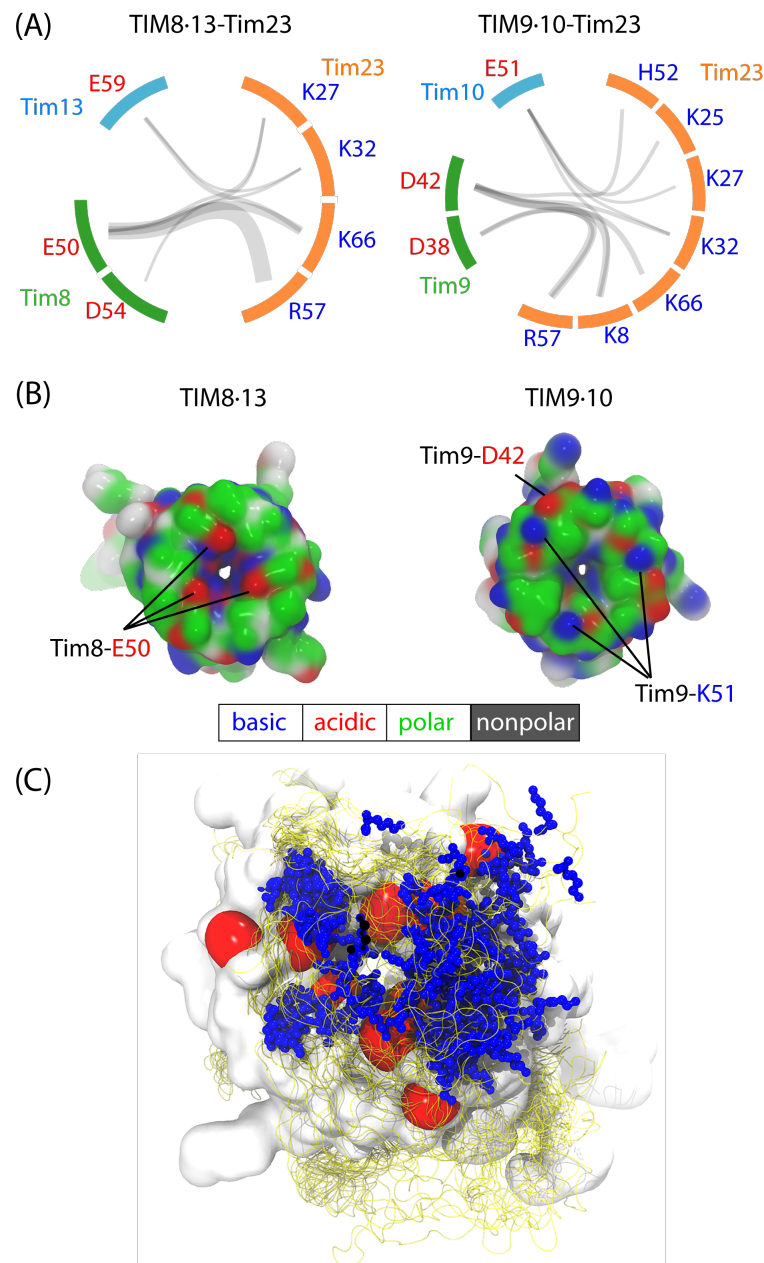 (A)
TIM8·13-Tim23
TIM9·10-Tim23
E59
Tim13
Tim23
K27
K32
K66
R57
E50
Tim8
D54
E51
Tim10
H52
Tim23
K25
K27
K32
K66
K8
R57
D42
D38
Tim9
(B)
TIM8·13
TIM9·10
Tim9-D42
Tim8-E50
Tim9-K51
basic acidic polar nonpolar
(C)